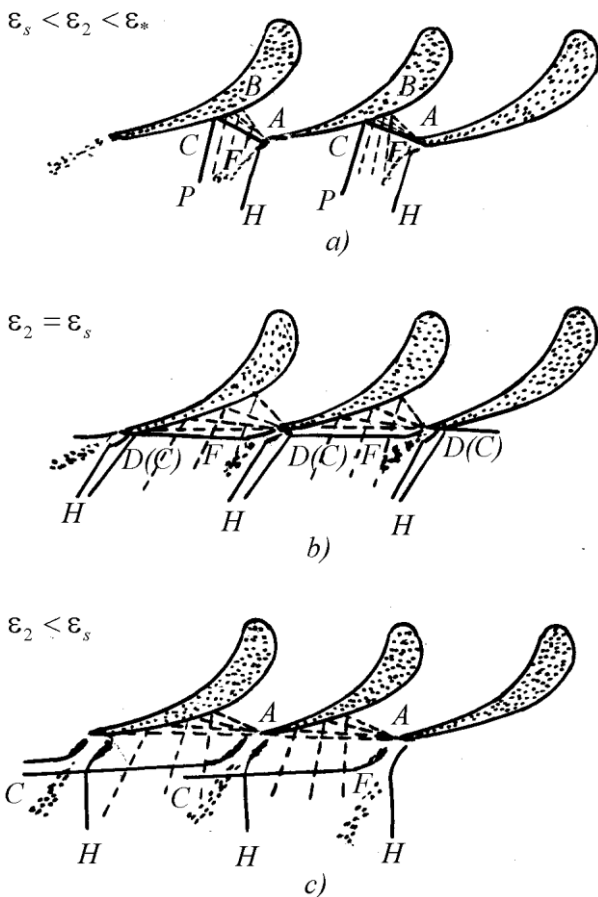 ε_s < ε_2 < ε_*
B B
A A
C F C F
P H P H
a)
ε_2 = ε_s
D(C) F D(C) F D(C)
H H H
b)
ε_2 < ε_s
A A
C C F
H H H
c)